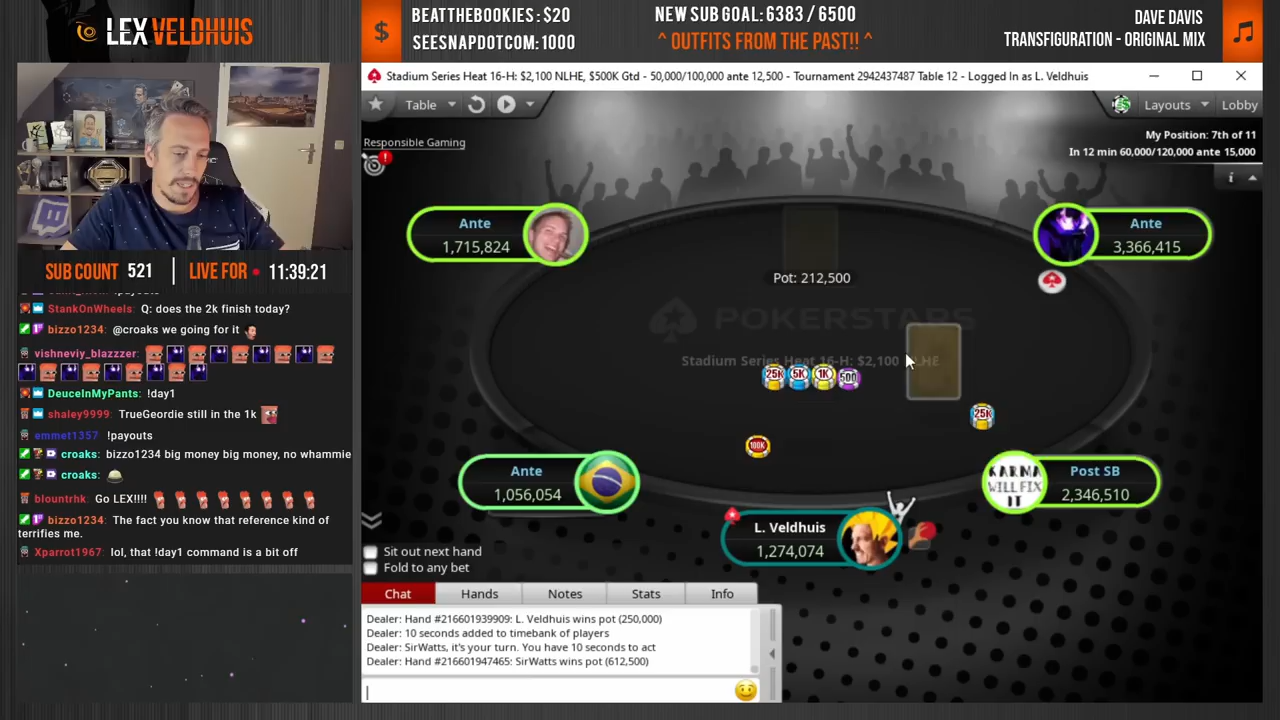 LEX VELDHUIS
$
BEATTHEBOOKIES : $20
SEESNAPDOTCOM: 1000
NEW SUB GOAL: 6383 / 6500
^ OUTFITS FROM THE PAST!! ^
DAVE DAVIS
TRANSFIGURATION - ORIGINAL MIX
Stadium Series Heat 16-H: $2,100 NLHE, $500K Gtd - 50,000/100,000 ante 12,500 - Tournament 2942437487 Table 12 - Logged In as L. Veldhuis
Table
Layouts
Lobby
Responsible Gaming
My Position: 7th of 11
In 12 min 60,000/120,000 ante 15,000
Ante
1,715,824
Ante
3,366,415
Pot: 212,500
POKERSTARS
Stadium Series Heat 16-H: $2,100 NLHE
25K
5K
1K
500
25K
100K
Ante
1,056,054
KARNA
WILL FIX
IT
Post SB
2,346,510
L. Veldhuis
1,274,074
Sit out next hand
Fold to any bet
Chat
Hands
Notes
Stats
Info
Dealer: Hand #216601939909: L. Veldhuis wins pot (250,000)
Dealer: 10 seconds added to timebank of players
Dealer: SirWatts, it's your turn. You have 10 seconds to act
Dealer: Hand #216601947465: SirWatts wins pot (612,500)
SUB COUNT 521
LIVE FOR 11:39:21
StankOnWheels: Q: does the 2k finish today?
bizzo1234: @croaks we going for it
vishneviy_blazzzer:
DeuceInMyPants: !day1
shaley9999: TrueGeordie still in the 1k
emmet1357: !payouts
croaks: bizzo1234 big money big money, no whammie
croaks:
blountrhk: Go LEX!!!!
bizzo1234: The fact you know that reference kind of
terrifies me.
Xparrot1967: lol, that !day1 command is a bit off